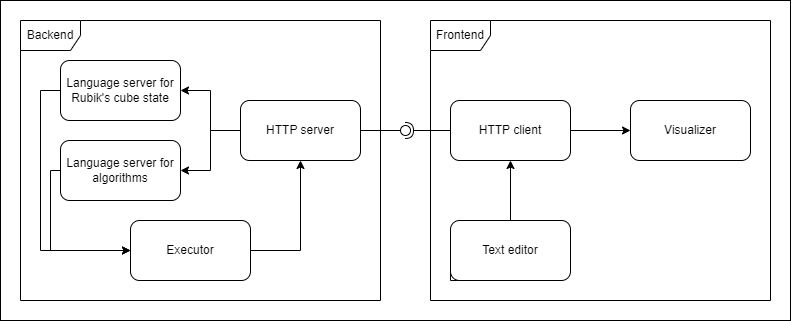 Backend
Frontend
Language server for
Rubik's cube state
HTTP server
HTTP client
Visualizer
Language server for
algorithms
Executor
Text editor